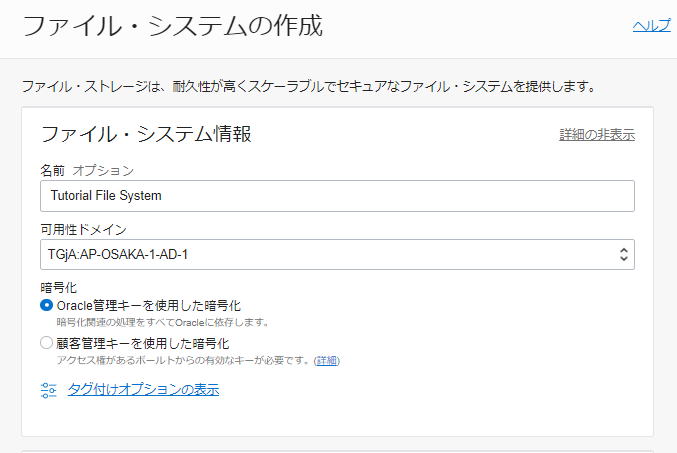 ファイル・システムの作成
ヘルプ
ファイル・ストレージは、耐久性が高くスケーラブルでセキュアなファイル・システムを提供します。
ファイル・システム情報
詳細の非表示
名前 オプション
Tutorial File System
可用性ドメイン
TGjA:AP-OSAKA-1-AD-1
暗号化
Oracle管理キーを使用した暗号化
暗号化関連の処理をすべてOracleに依存します。
顧客管理キーを使用した暗号化
アクセス権があるボールトからの有効なキーが必要です。(詳細)
タグ付けオプションの表示